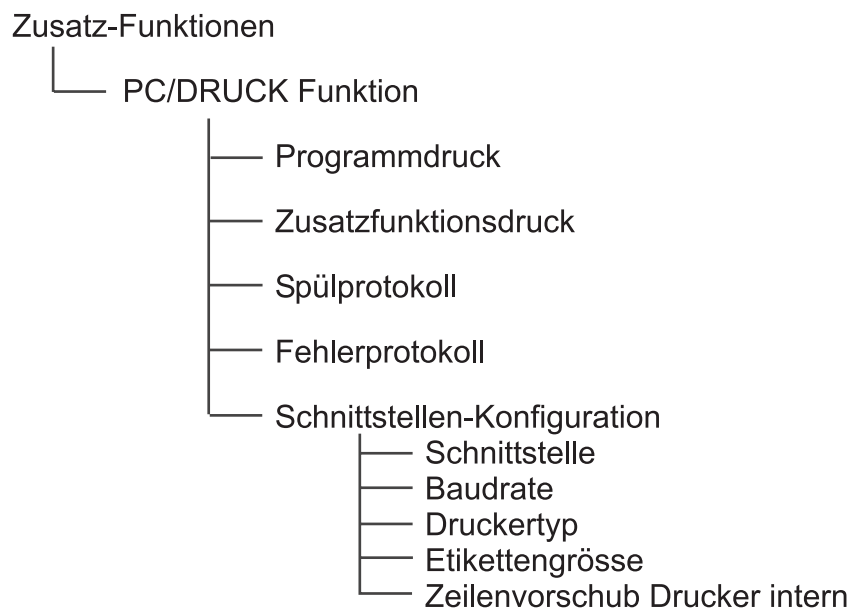 Zusatz-Funktionen
PC/DRUCK Funktion
Programmdruck
Zusatzfunktionsdruck
Spülprotokoll
Fehlerprotokoll
Schnittstellen-Konfiguration
Schnittstelle
Baudrate
Druckertyp
Etikettengrösse
Zeilenvorschub Drucker intern